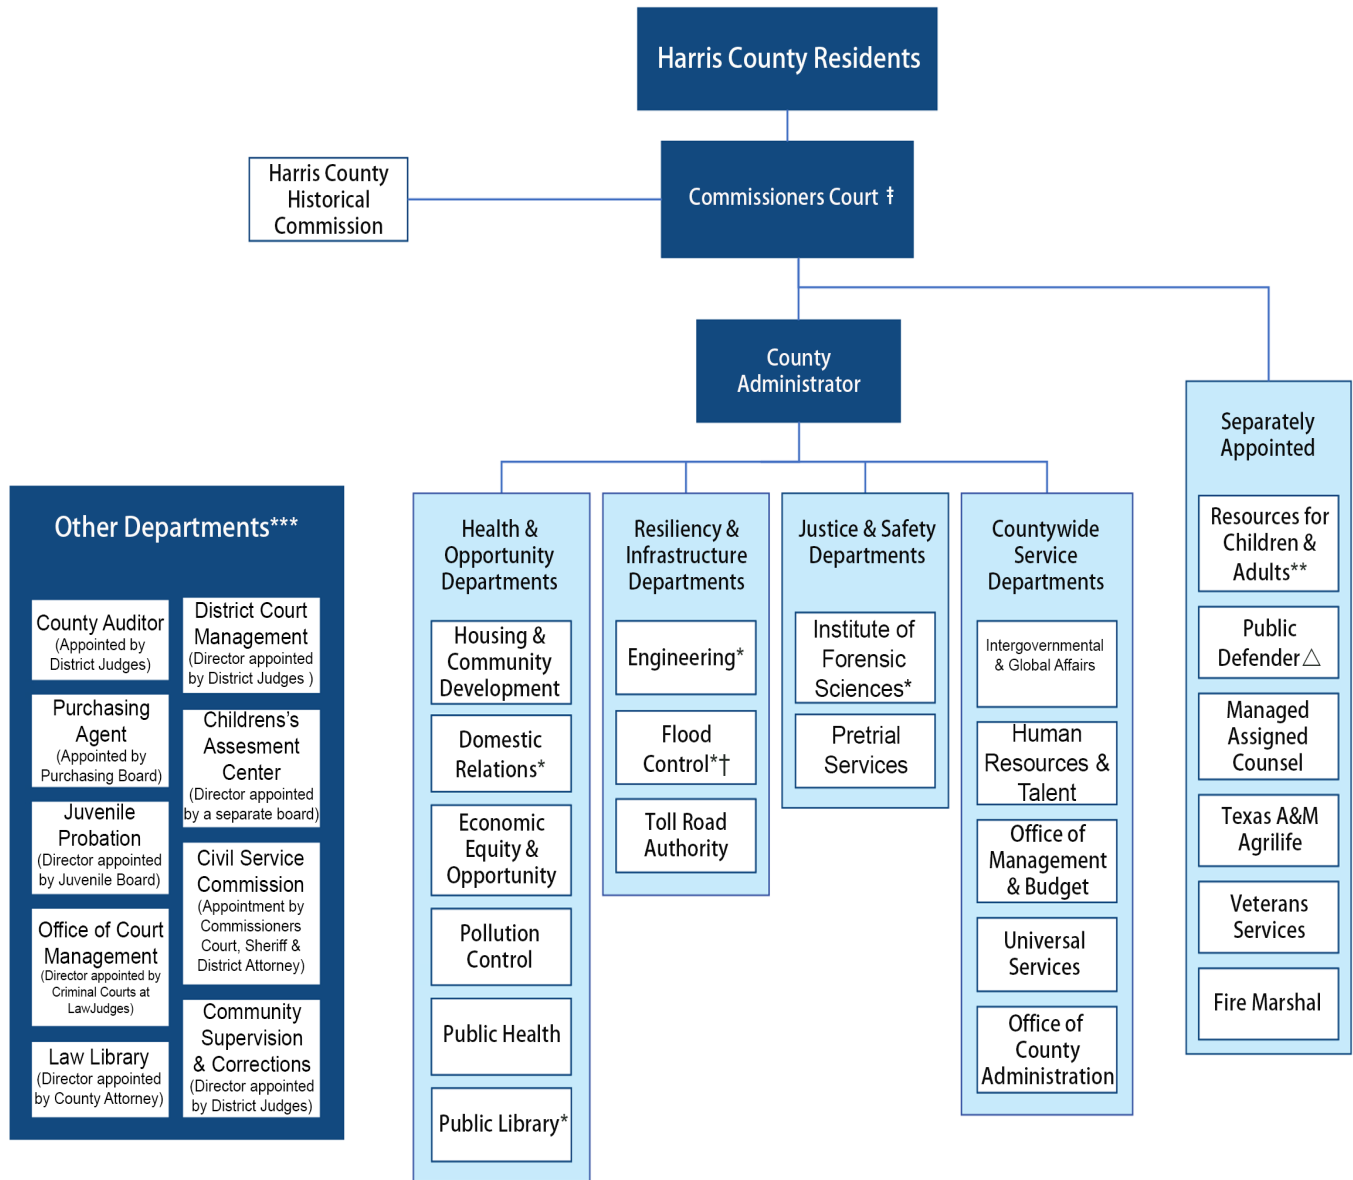 Harris County Residents
Commissioners Court ‡
Harris County
Historical
Commission
County
Administrator
Other Departments***
County Auditor
(Appointed by
District Judges)
Purchasing
Agent
(Appointed by
Purchasing Board)
Juvenile
Probation
(Director appointed
by Juvenile Board)
Office of Court
Management
(Director appointed by
Criminal Courts at
LawJudges)
Law Library
(Director appointed
by County Attorney)
District Court
Management
(Director appointed
by District Judges )
Childrens's
Assesment
Center
(Director appointed
by a separate board)
Civil Service
Commission
(Appointment by
Commissioners
Court, Sheriff &
District Attorney)
Community
Supervision
& Corrections
(Director appointed
by District Judges)
Health &
Opportunity
Departments
Housing &
Community
Development
Domestic
Relations*
Economic
Equity &
Opportunity
Pollution
Control
Public Health
Public Library*
Resiliency &
Infrastructure
Departments
Engineering*
Flood
Control*†
Toll Road
Authority
Justice & Safety
Departments
Institute of
Forensic
Sciences*
Pretrial
Services
Countywide
Service
Departments
Intergovernmental
& Global Affairs
Human
Resources &
Talent
Office of
Management
& Budget
Universal
Services
Office of
County
Administration
Separately
Appointed
Resources for
Children &
Adults**
Public
Defender△
Managed
Assigned
Counsel
Texas A&M
Agrilife
Veterans
Services
Fire Marshal